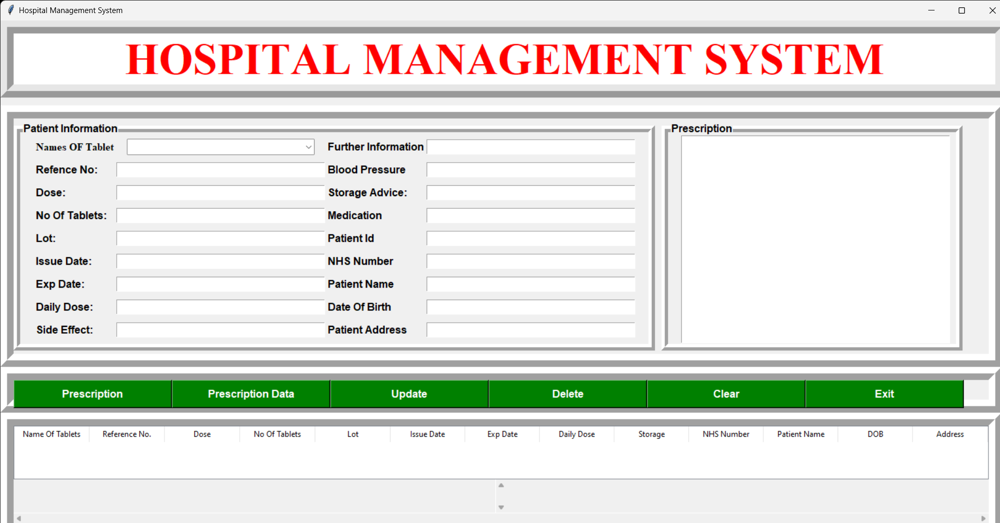 Hospital Management System
HOSPITAL MANAGEMENT SYSTEM
Patient Information
Names OF Tablet
Further Information
Refence No:
Blood Pressure
Dose:
Storage Advice:
No Of Tablets:
Medication
Lot:
Patient Id
Issue Date:
NHS Number
Exp Date:
Patient Name
Daily Dose:
Date Of Birth
Side Effect:
Patient Address
Prescription
Prescription Prescription Data Update Delete Clear Exit
Name Of Tablets Reference No. Dose No Of Tablets Lot Issue Date Exp Date Daily Dose Storage NHS Number Patient Name DOB Address